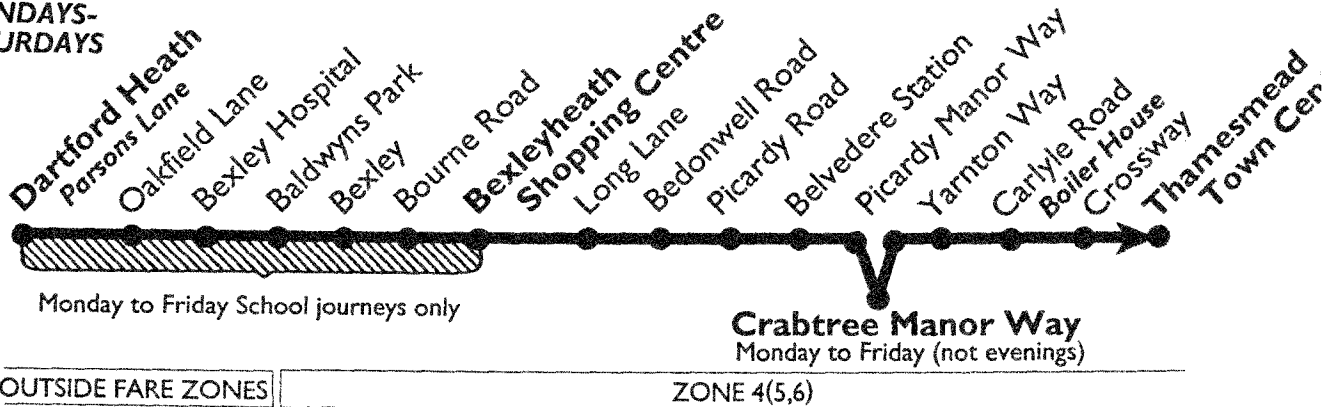 NDAYS-
URDAYS
Dartford Heath
Parsons Lane
Oakfield Lane
Bexley Hospital
Baldwyns Park
Bexley
Bourne Road
Bexleyheath
Shopping Centre
Long Lane
Bedonwell Road
Picardy Road
Belvedere Station
Picardy Manor Way
Yarnton Way
Carlyle Road
Boiler House
Crossway
Thamesmead
Town Cen
Monday to Friday School journeys only
Crabtree Manor Way
Monday to Friday (not evenings)
OUTSIDE FARE ZONES
ZONE 4(5,6)